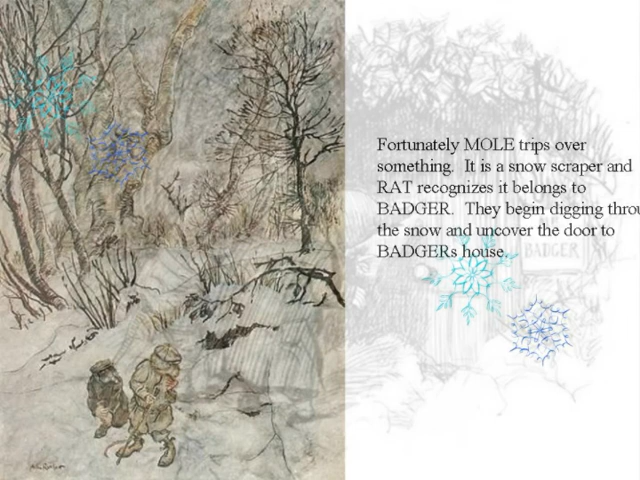 Fortunately MOLE trips over
something. It is a snow scraper and
RAT recognizes it belongs to
BADGER. They begin digging throu
the snow and uncover the door to
BADGERs house.
BADGER